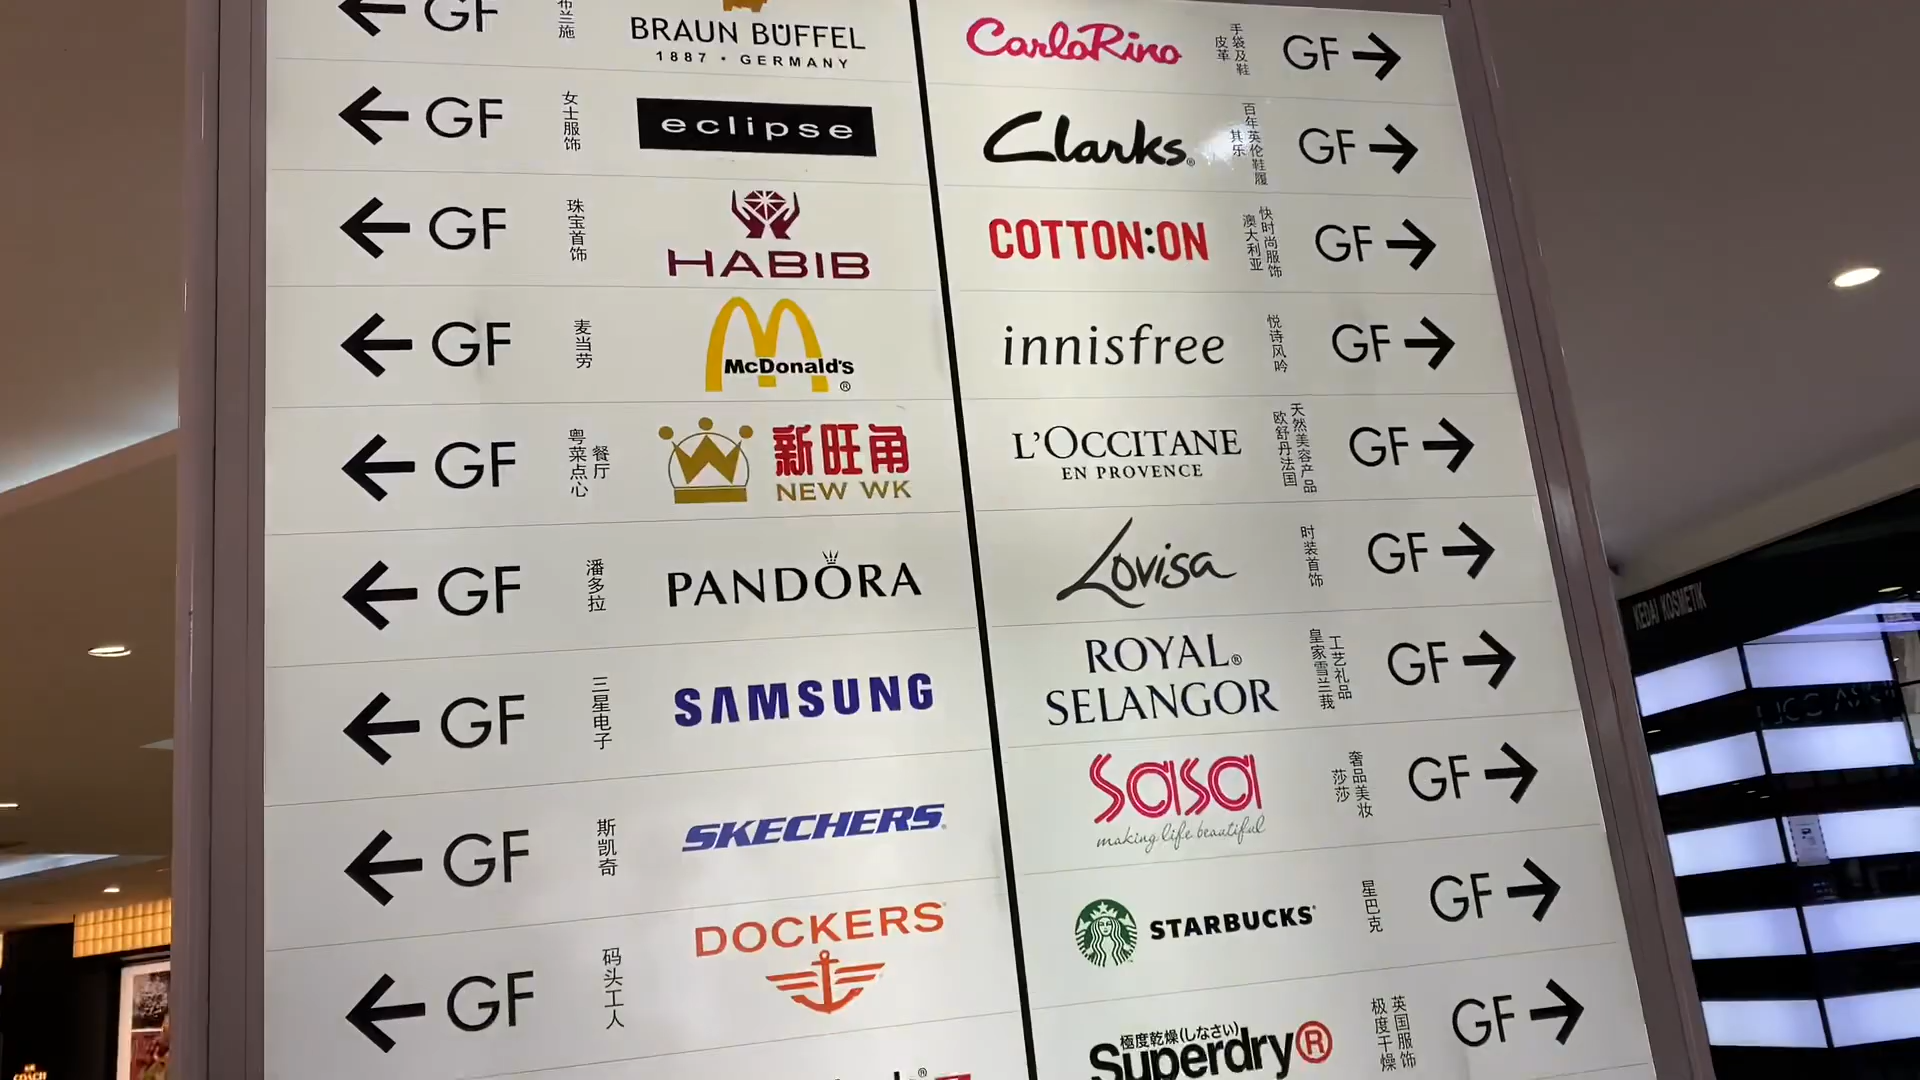 GF
布兰施
BRAUN BÜFFEL
1887 • GERMANY
GF
女士服饰
eclipse
GF
珠宝首饰
HABIB
GF
麦当劳
McDonald's®
GF
粤菜点心
餐厅
新旺角
NEW WK
GF
潘多拉
PANDORA
GF
三星电子
SAMSUNG
GF
斯凯奇
SKECHERS
GF
码头工人
DOCKERS
CarloRino
手袋及鞋
皮革
GF
Clarks®
百年英伦鞋履
其乐
GF
COTTON:ON
快时尚服饰
澳大利亚
GF
innisfree
悦诗风吟
GF
L'OCCITANE
EN PROVENCE
天然美容产品
欧舒丹法国
GF
Lovisa
时装首饰
GF
ROYAL®
SELANGOR
皇家雪兰莪
工艺礼品
GF
sasa
making life beautiful
奢品美妆
莎莎
GF
STARBUCKS
星巴克
GF
極度乾燥(しなさい)
Superdry®
英国服饰
极度干燥
GF
KEDAI KOSMETIK
COACH